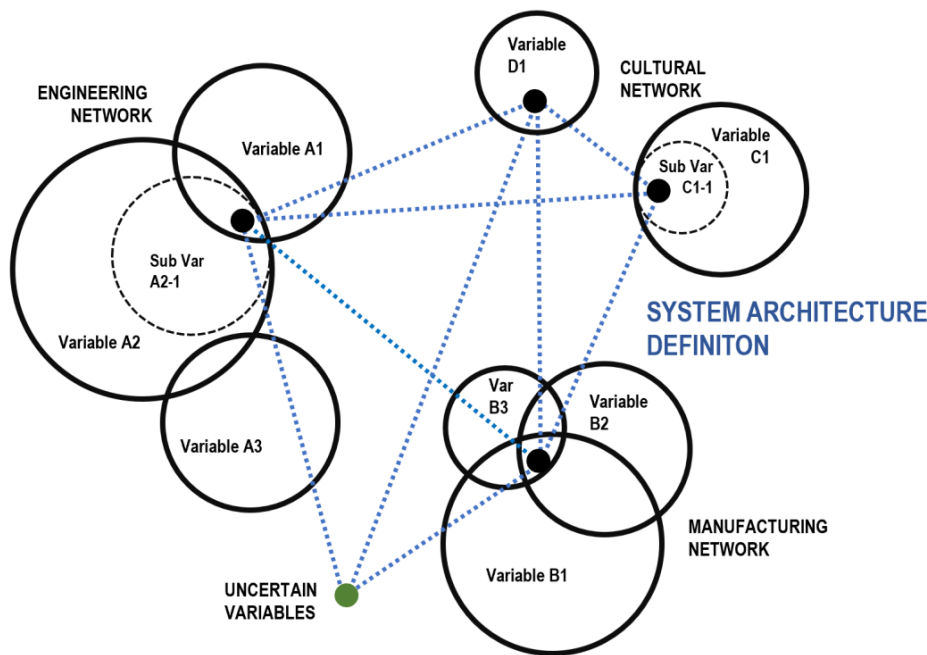 Variable
D1
CULTURAL
NETWORK
ENGINEERING
NETWORK
Variable A1
Variable
C1
Sub Var
C1-1
Sub Var
A2-1
Variable A2
SYSTEM ARCHITECTURE
DEFINITON
Var
B3
Variable
B2
Variable A3
MANUFACTURING
NETWORK
Variable B1
UNCERTAIN
VARIABLES